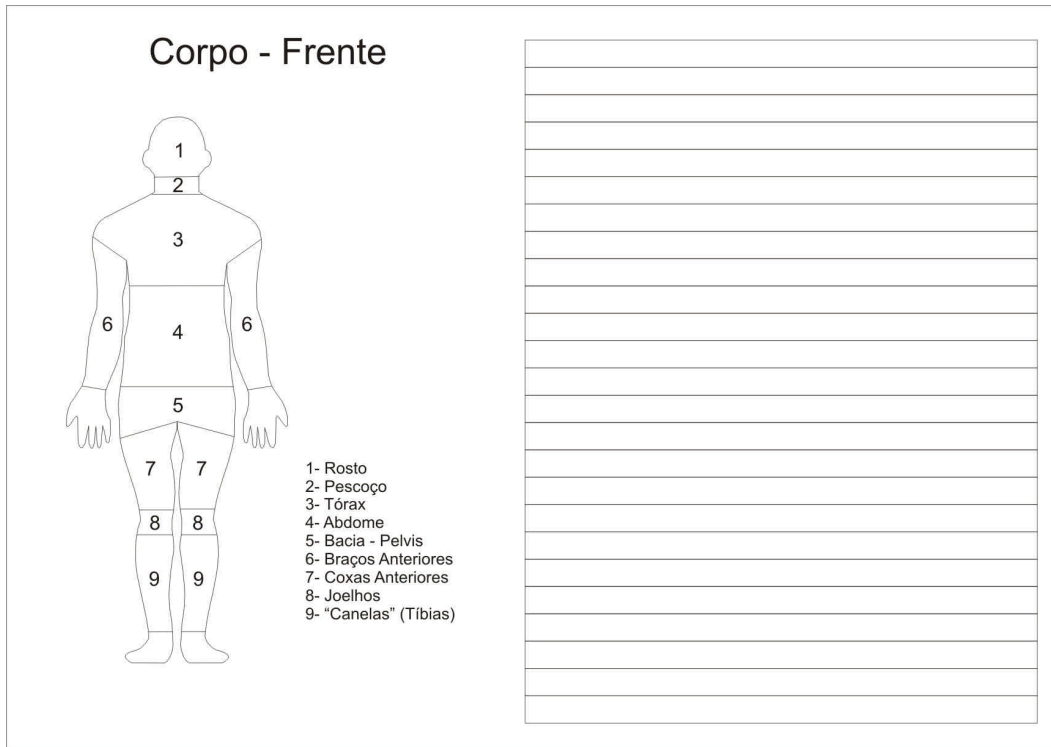 Corpo - Frente
1
2
3
6 4 6
5
7 7
8 8
9 9
1- Rosto
2- Pescoço
3- Tórax
4- Abdome
5- Bacia - Pelvis
6- Braços Anteriores
7- Coxas Anteriores
8- Joelhos
9- “Canelas” (Tíbias)